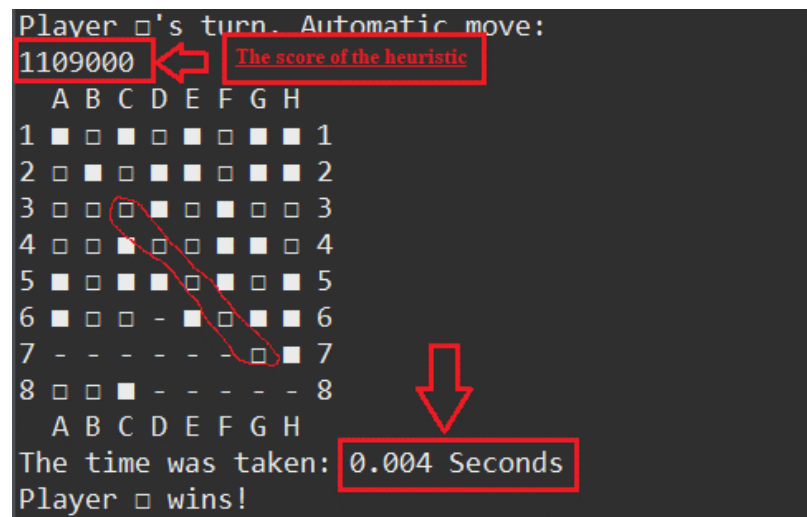 Player □'s turn. Automatic move:
1109000
The score of the heuristic
A B C D E F G H
1 ■ □ ■ □ ■ □ ■ ■ 1
2 □ ■ □ ■ ■ □ ■ ■ 2
3 □ □ □ ■ □ ■ □ □ 3
4 □ □ ■ □ □ ■ ■ □ 4
5 ■ □ ■ ■ □ ■ □ ■ 5
6 ■ □ □ - ■ □ ■ ■ 6
7 - - - - - - □ ■ 7
8 □ □ ■ - - - - - 8
A B C D E F G H
The time was taken: 0.004 Seconds
Player □ wins!